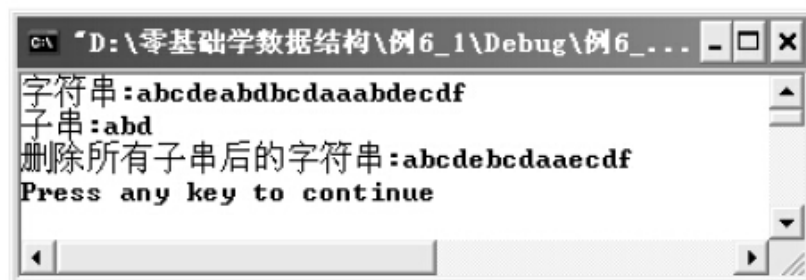 "D:\零基础学数据结构\例6_1\Debug\例6_...
字符串:abcdeabdbcdaaabdecdf
子串:abd
删除所有子串后的字符串:abcdebcdaaecdf
Press any key to continue